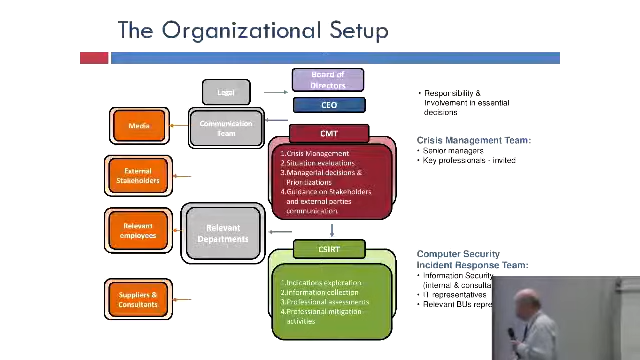 The Organizational Setup
Board of
Directors
CEO
Legal
Communication
Team
Media
External
Stakeholders
Relevant
employees
Relevant
Departments
Suppliers &
Consultants
CMT
1.Crisis Management
2.Situation evaluations
3.Managerial decisions &
Prioritizations
4.Guidance on Stakeholders
and external parties
communication.
CSIRT
1.Indications exploration
2.Information collection
3.Professional assessments
4.Professional mitigation
activities
• Responsibility &
Involvement in essential
decisions
Crisis Management Team:
• Senior managers
• Key professionals - invited
Computer Security
Incident Response Team:
• Information Security
(internal &
• IT representatives
• Relevant BUs